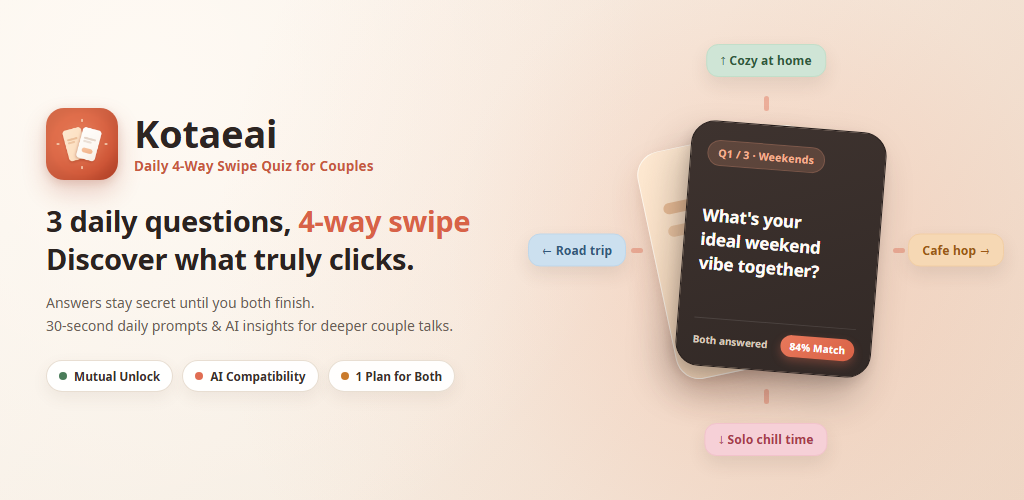 Kotaeai
Daily 4-Way Swipe Quiz for Couples
3 daily questions, 4-way swipe
Discover what truly clicks.
Answers stay secret until you both finish.
30-second daily prompts & AI insights for deeper couple talks.
Mutual Unlock
AI Compatibility
1 Plan for Both
↑ Cozy at home
← Road trip
Q1 / 3 · Weekends
What's your
ideal weekend
vibe together?
Both answered
84% Match
Cafe hop →
↓ Solo chill time